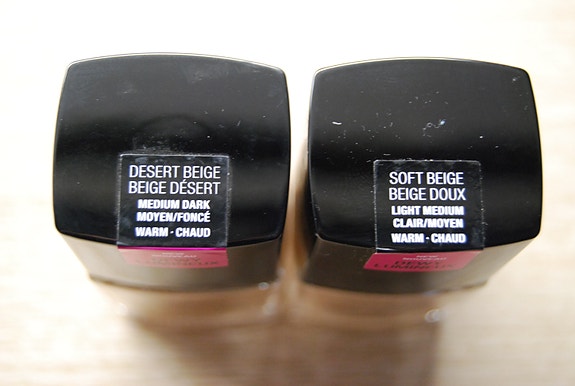 DESERT BEIGE
BEIGE DÉSERT
MEDIUM DARK
MOYEN/FONCÉ
WARM · CHAUD
SOFT BEIGE
BEIGE DOUX
LIGHT MEDIUM
CLAIR/MOYEN
WARM · CHAUD
DEWY